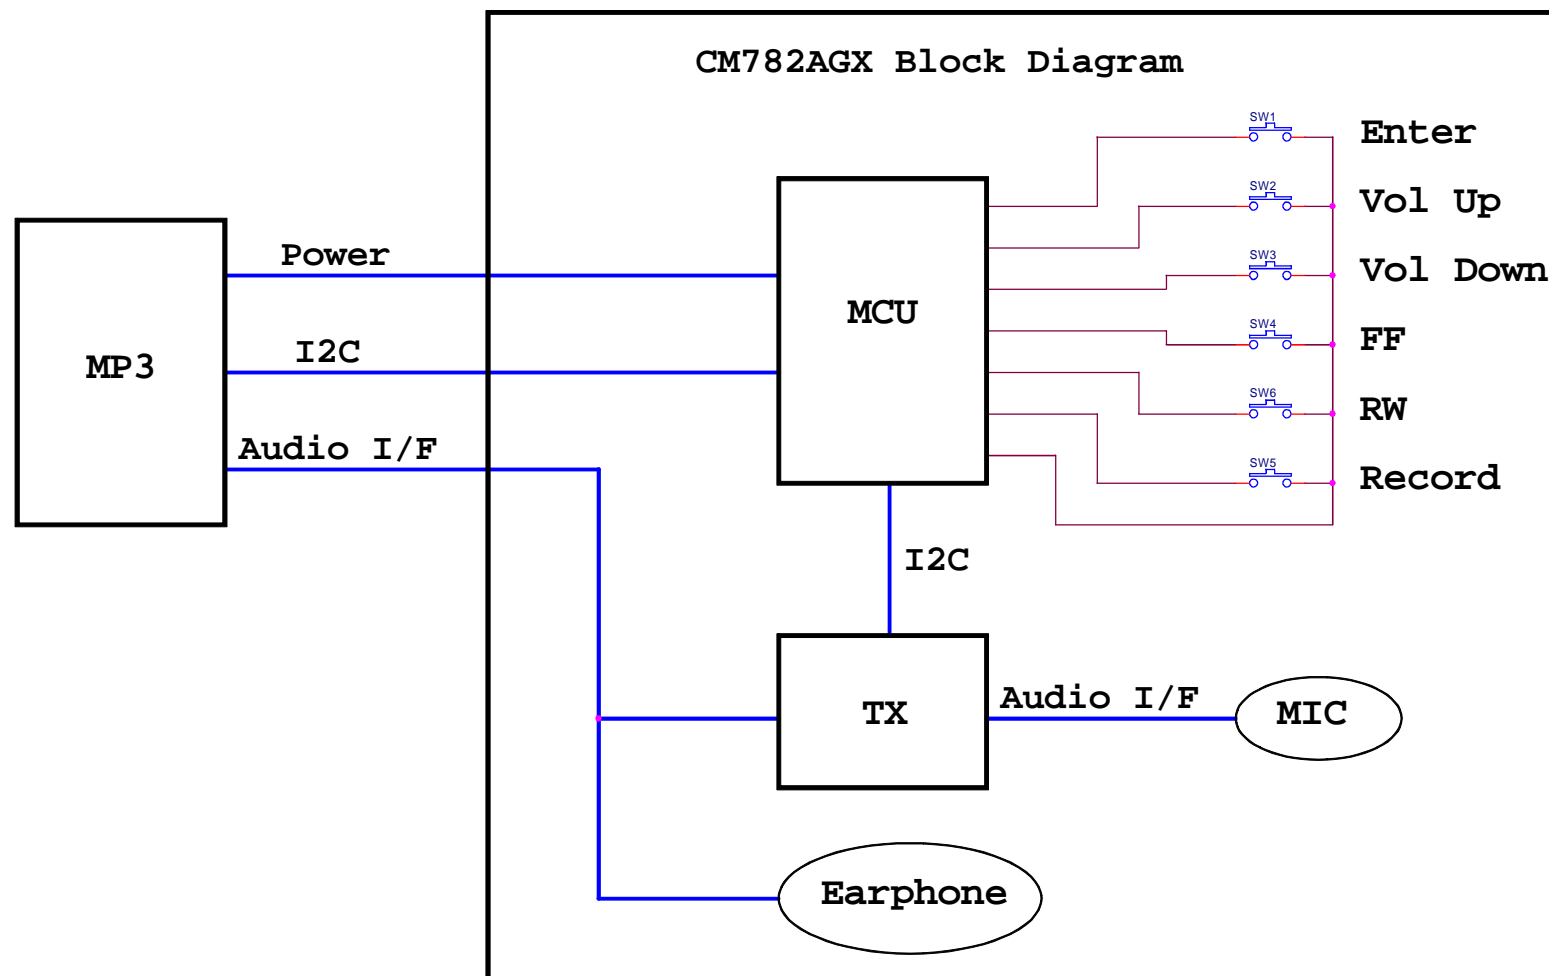 CM782AGX Block Diagram
SW1
Enter
SW2
Vol Up
Power
SW3
Vol Down
MCU
SW4
FF
I2C
MP3
SW6
RW
Audio I/F
SW5
Record
I2C
Audio I/F
TX
MIC
Earphone